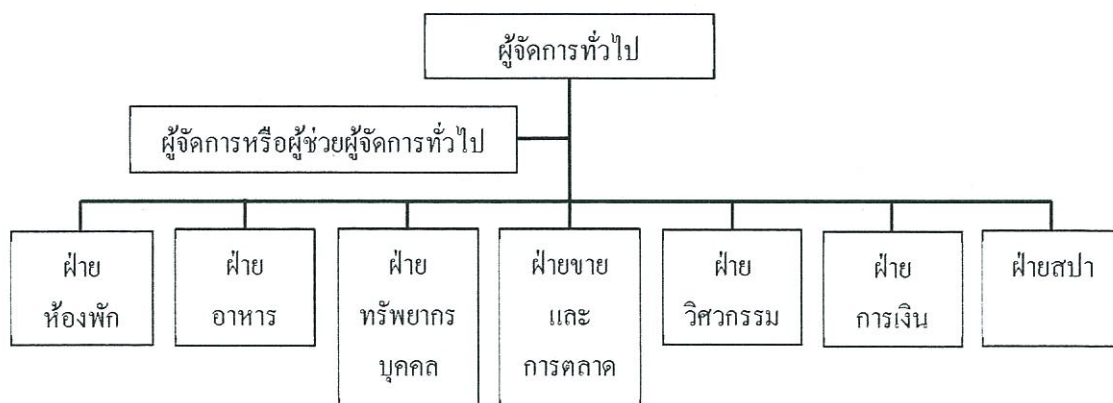 ผู้จัดการทั่วไป
ผู้จัดการหรือผู้ช่วยผู้จัดการทั่วไป
ฝ่าย
ห้องพัก
ฝ่าย
อาหาร
ฝ่าย
ทรัพยากร
บุคคล
ฝ่ายขาย
และ
การตลาด
ฝ่าย
วิศวกรรม
ฝ่าย
การเงิน
ฝ่ายสปา